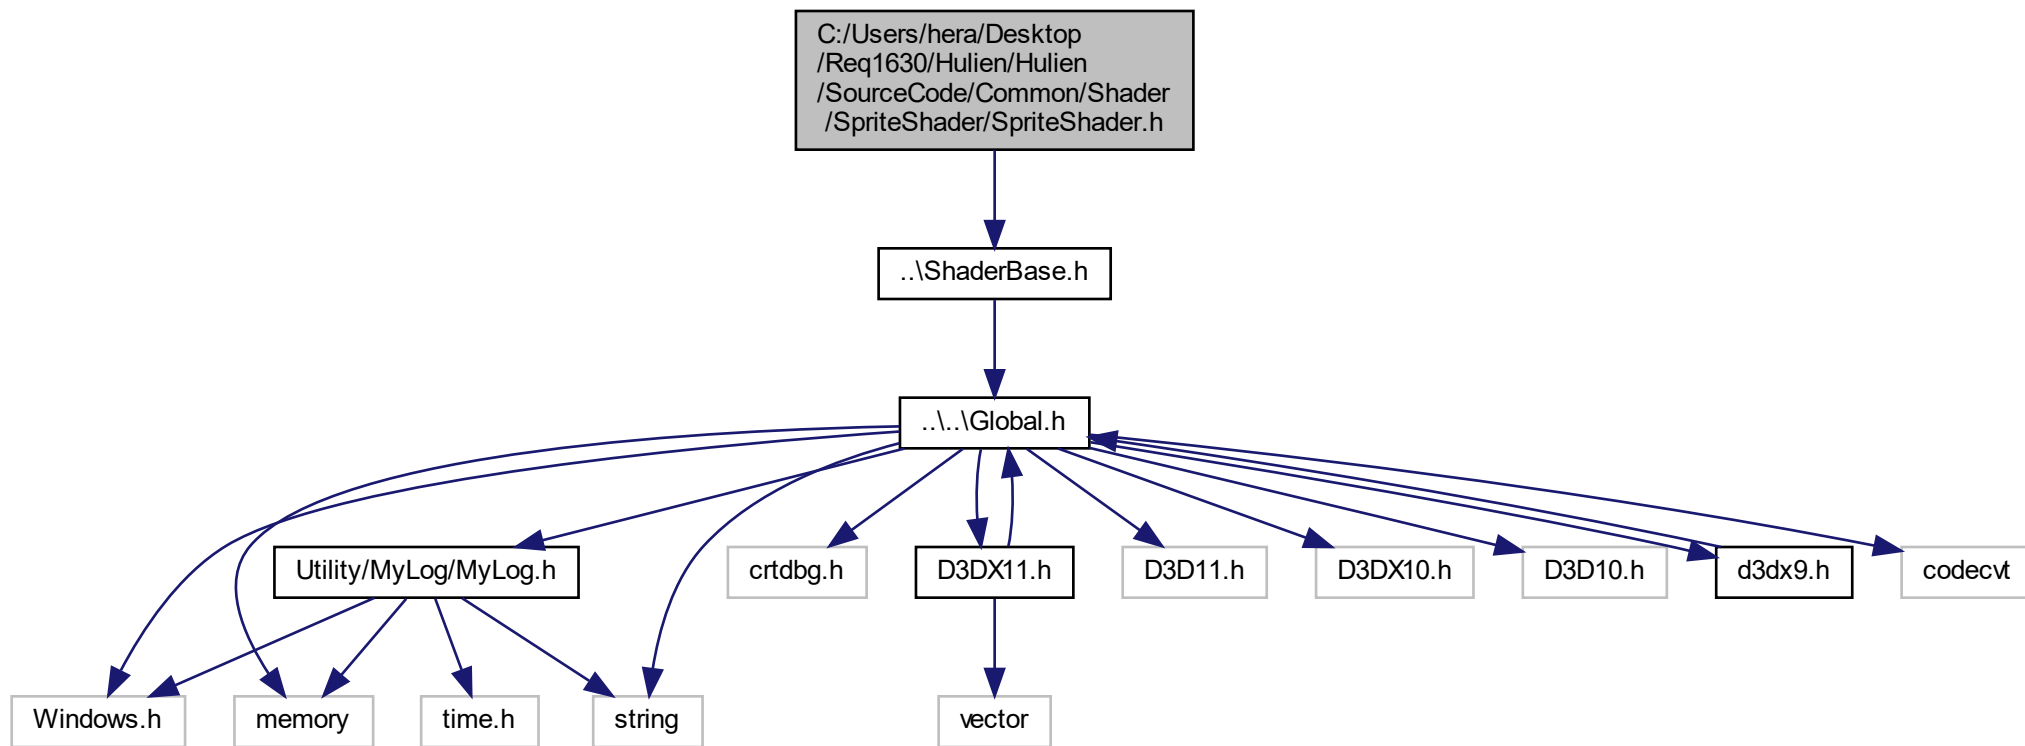 C:/Users/hera/Desktop
/Req1630/Hulien/Hulien
/SourceCode/Common/Shader
/SpriteShader/SpriteShader.h
..\ShaderBase.h
..\..\Global.h
Utility/MyLog/MyLog.h
crtdbg.h
D3DX11.h
D3D11.h
D3DX10.h
D3D10.h
d3dx9.h
codecvt
Windows.h
memory
time.h
string
vector